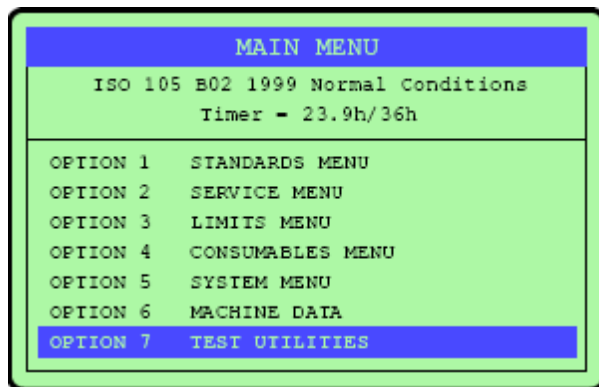 MAIN MENU
ISO 105 B02 1999 Normal Conditions
Timer = 23.9h/36h
OPTION 1 STANDARDS MENU
OPTION 2 SERVICE MENU
OPTION 3 LIMITS MENU
OPTION 4 CONSUMABLES MENU
OPTION 5 SYSTEM MENU
OPTION 6 MACHINE DATA
OPTION 7 TEST UTILITIES